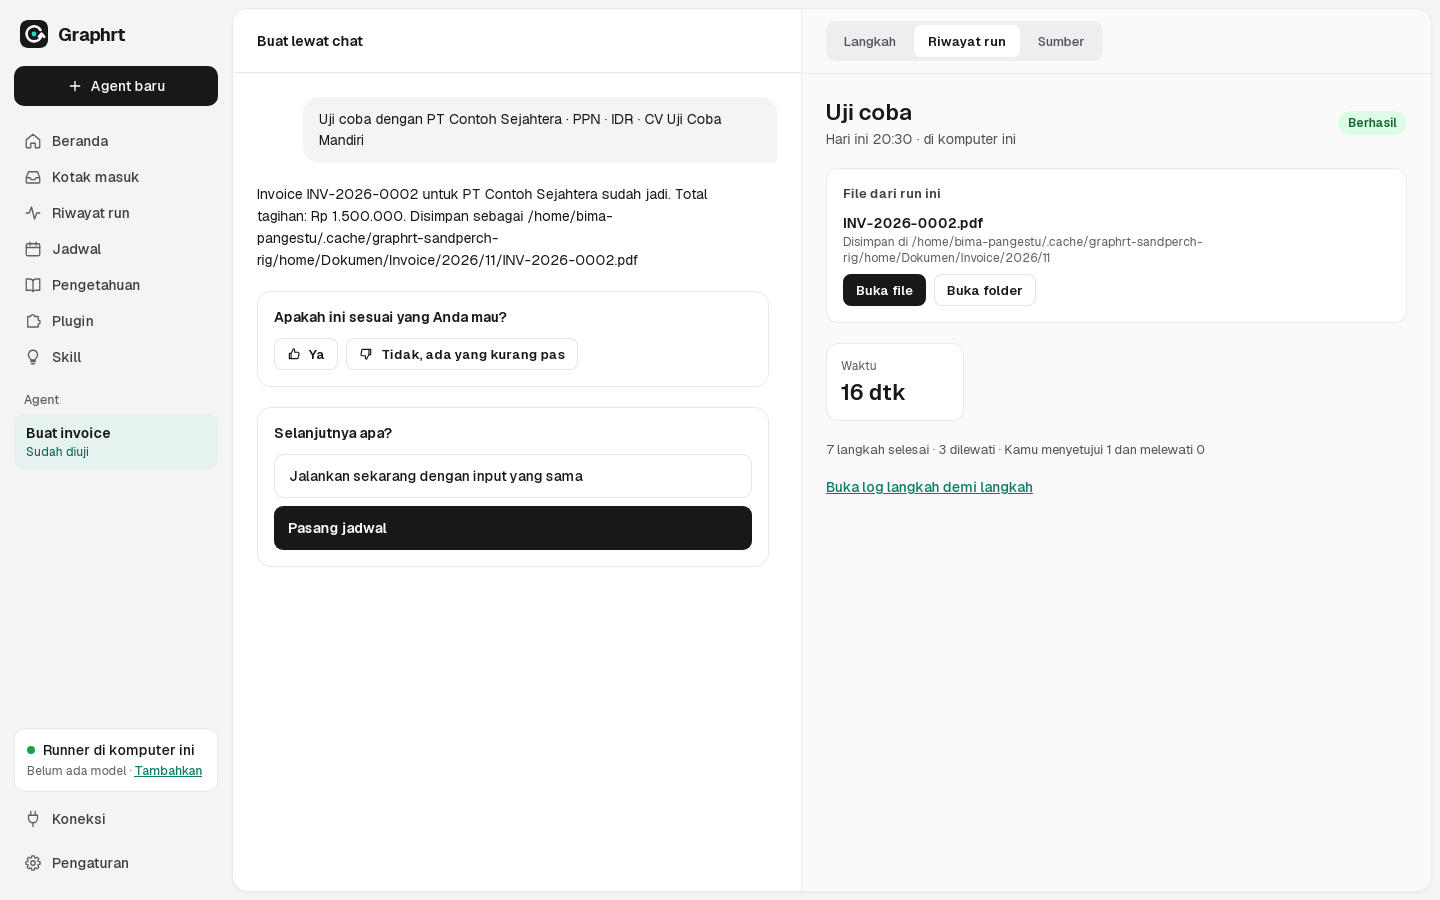 Graphrt
Agent baru
Beranda
Kotak masuk
Riwayat run
Jadwal
Pengetahuan
Plugin
Skill
Agent
Buat invoice
Sudah diuji
Runner di komputer ini
Belum ada model · Tambahkan
Koneksi
Pengaturan
Buat lewat chat
Uji coba dengan PT Contoh Sejahtera · PPN · IDR · CV Uji Coba
Mandiri
Invoice INV-2026-0002 untuk PT Contoh Sejahtera sudah jadi. Total
tagihan: Rp 1.500.000. Disimpan sebagai /home/bima-
pangestu/.cache/graphrt-sandperch-
rig/home/Dokumen/Invoice/2026/11/INV-2026-0002.pdf
Apakah ini sesuai yang Anda mau?
Ya
Tidak, ada yang kurang pas
Selanjutnya apa?
Jalankan sekarang dengan input yang sama
Pasang jadwal
Langkah
Riwayat run
Sumber
Uji coba
Hari ini 20:30 · di komputer ini
Berhasil
File dari run ini
INV-2026-0002.pdf
Disimpan di /home/bima-pangestu/.cache/graphrt-sandperch-
rig/home/Dokumen/Invoice/2026/11
Buka file
Buka folder
Waktu
16 dtk
7 langkah selesai · 3 dilewati · Kamu menyetujui 1 dan melewati 0
Buka log langkah demi langkah